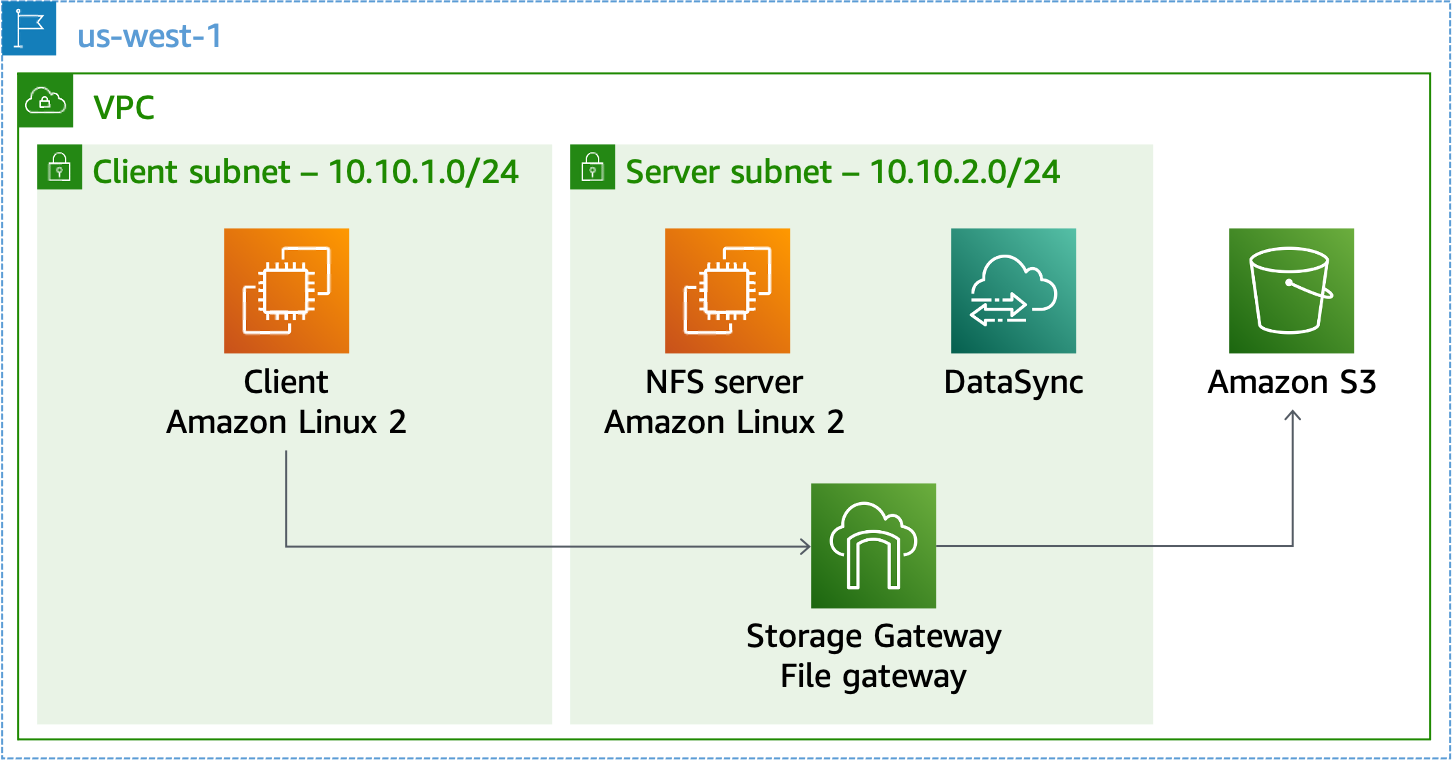 us-west-1
VPC
Client subnet – 10.10.1.0/24
Server subnet – 10.10.2.0/24
Client
Amazon Linux 2
NFS server
Amazon Linux 2
DataSync
Amazon S3
Storage Gateway
File gateway